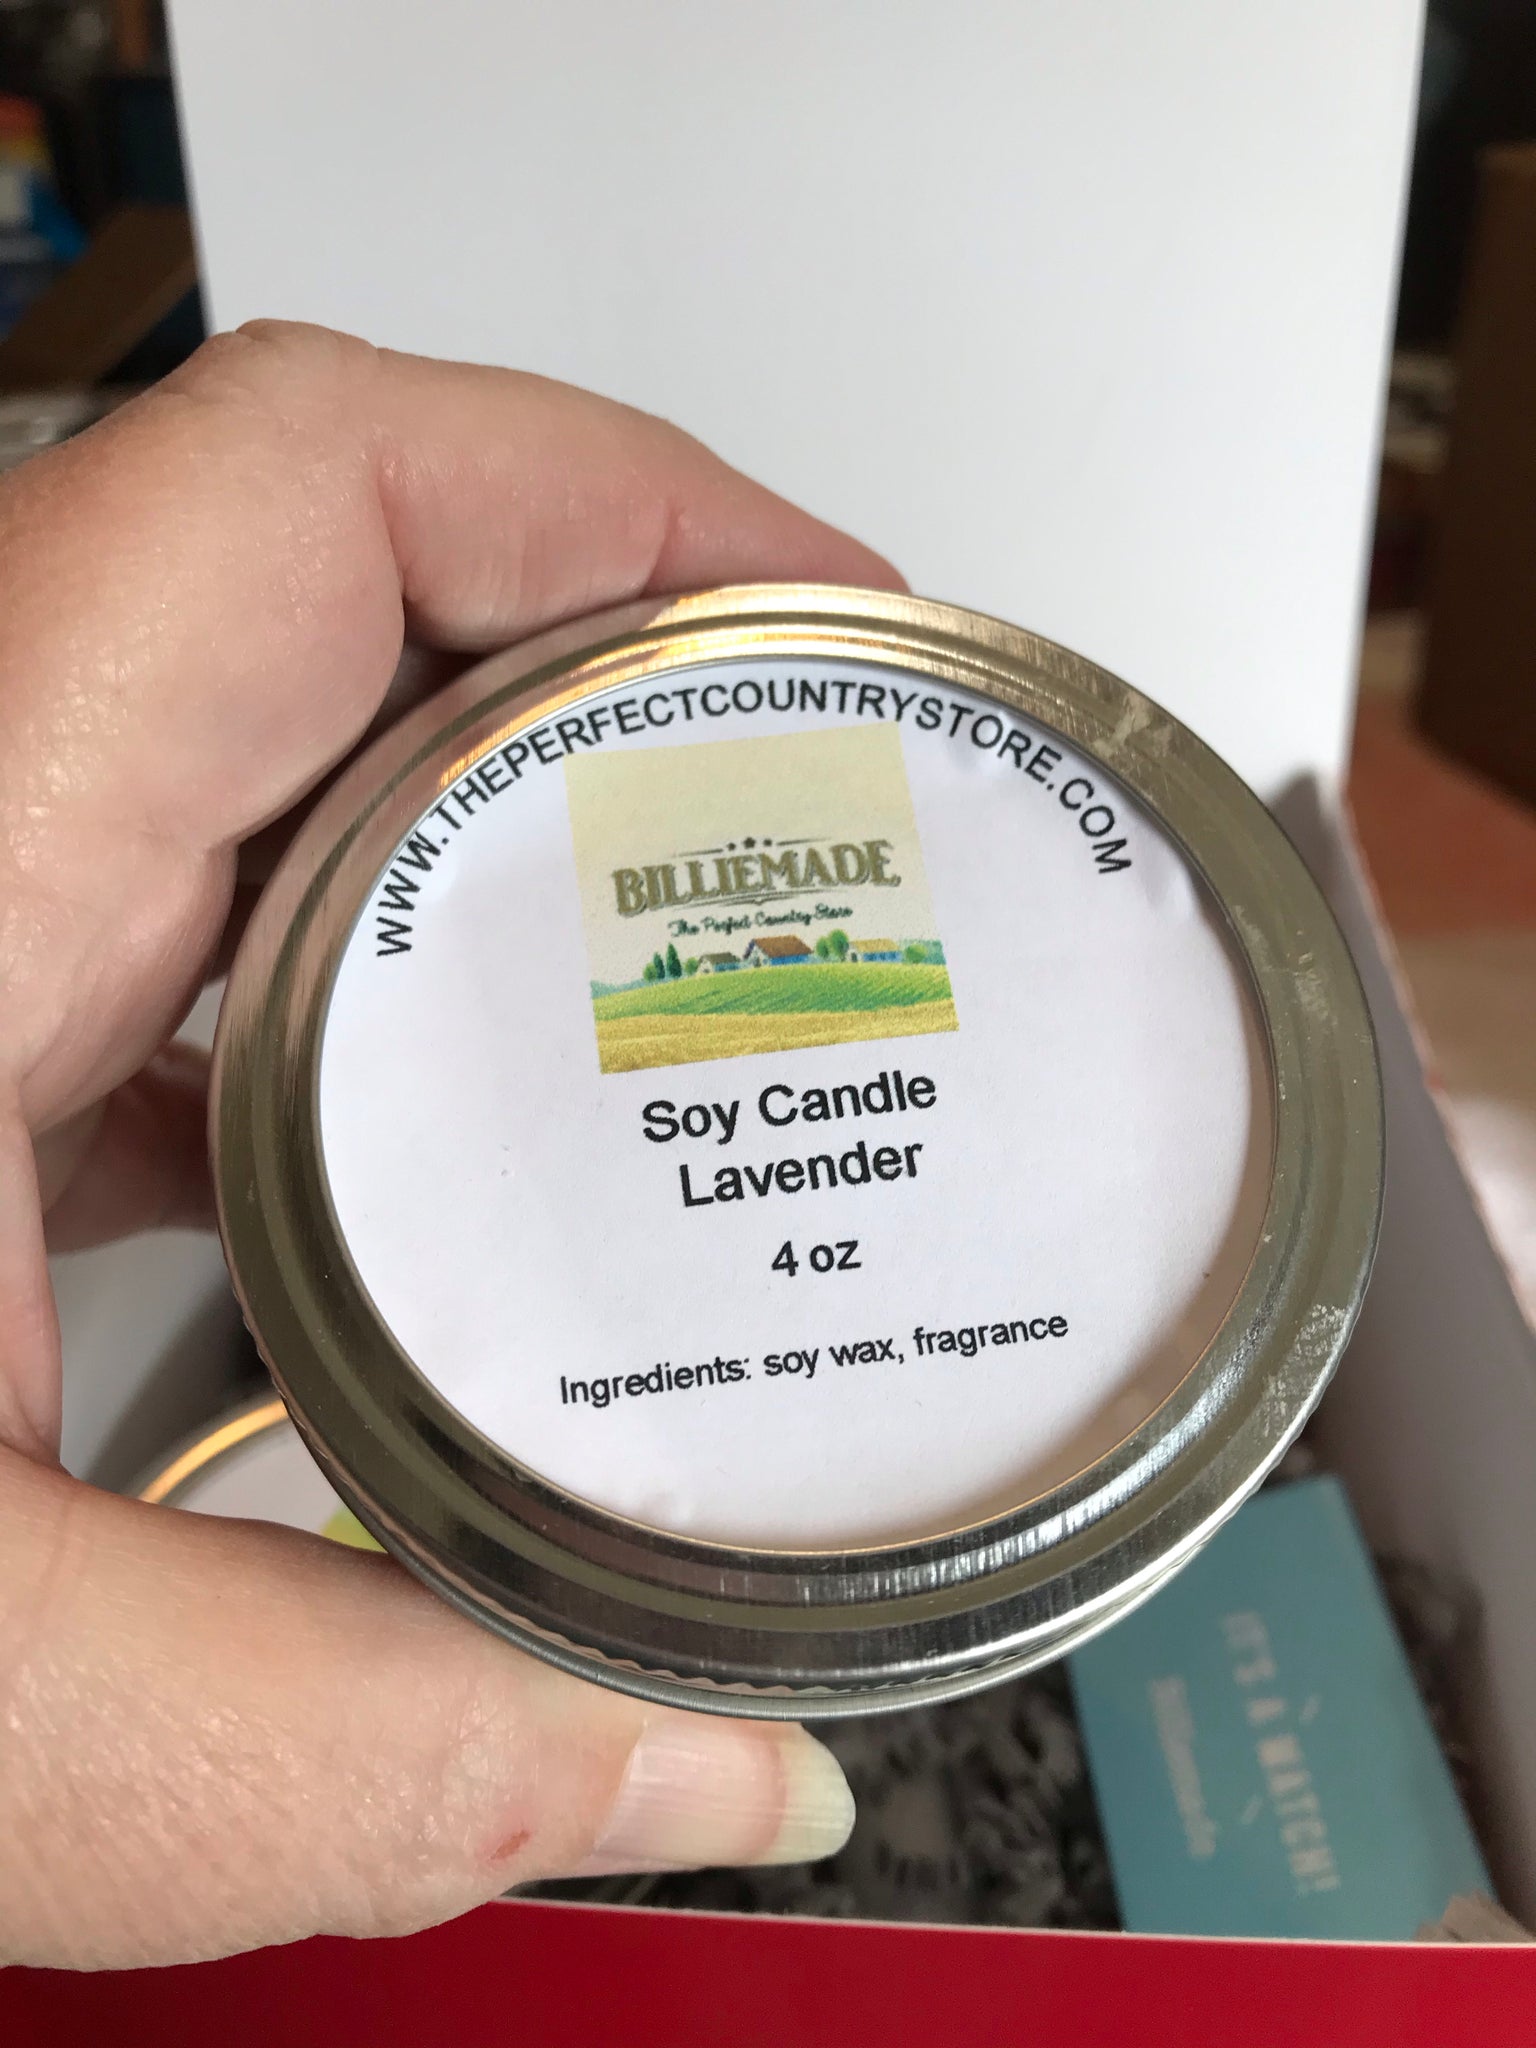 WWW.THEPERFECTCOUNTRYSTORE.COM
BILLIEMADE
The Perfect Country Store
Soy Candle
Lavender
4 oz
Ingredients: soy wax, fragrance
IT'S A MATCH!